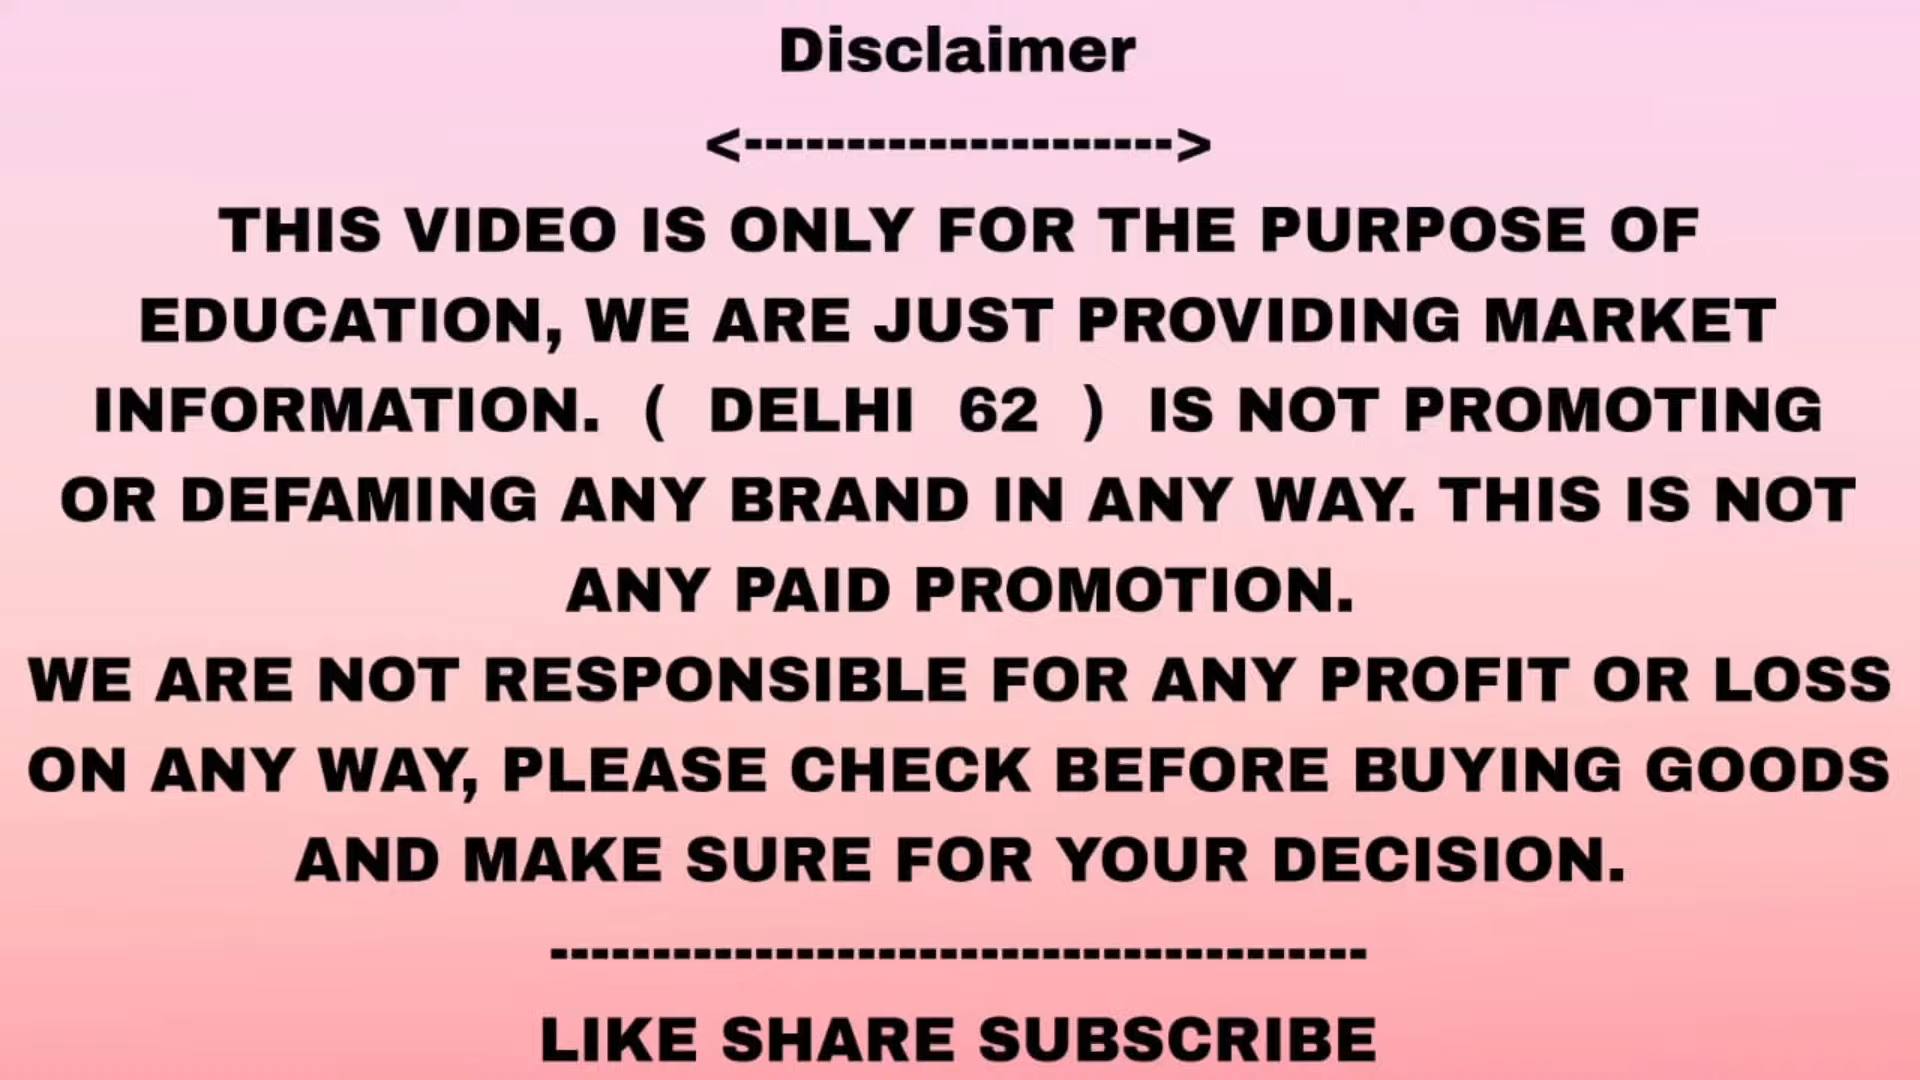 Disclaimer
<--------------------->
THIS VIDEO IS ONLY FOR THE PURPOSE OF
EDUCATION, WE ARE JUST PROVIDING MARKET
INFORMATION. ( DELHI 62 ) IS NOT PROMOTING
OR DEFAMING ANY BRAND IN ANY WAY. THIS IS NOT
ANY PAID PROMOTION.
WE ARE NOT RESPONSIBLE FOR ANY PROFIT OR LOSS
ON ANY WAY, PLEASE CHECK BEFORE BUYING GOODS
AND MAKE SURE FOR YOUR DECISION.
----------------------------------------
LIKE SHARE SUBSCRIBE